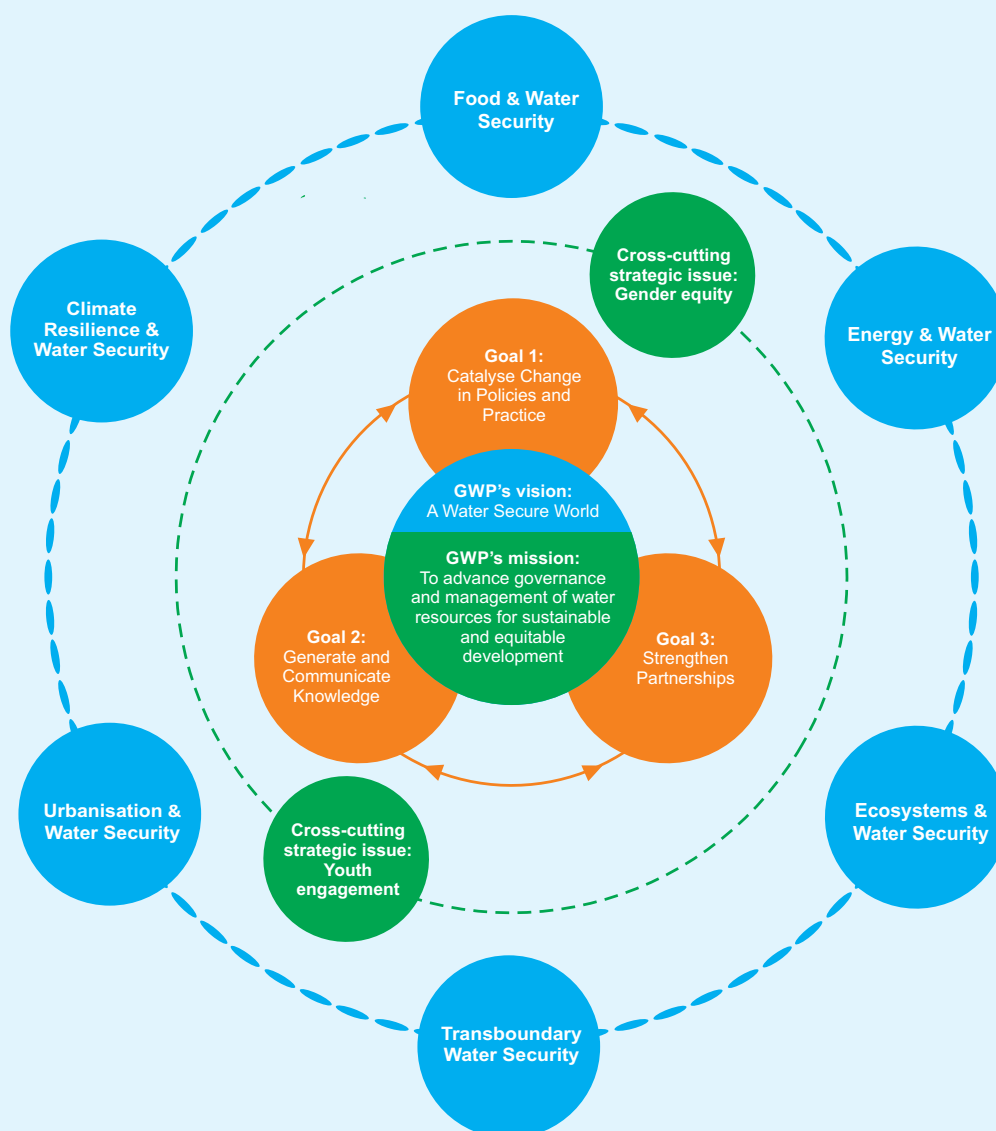 Food & Water
Security
Cross-cutting
strategic issue:
Gender equity
Climate
Resilience &
Water Security
Energy & Water
Security
Goal 1:
Catalyse Change
in Policies and
Practice
GWP's vision:
A Water Secure World
GWP's mission:
To advance governance
and management of water
resources for sustainable
and equitable
development
Goal 2:
Generate and
Communicate
Knowledge
Goal 3:
Strengthen
Partnerships
Urbanisation &
Water Security
Ecosystems &
Water Security
Cross-cutting
strategic issue:
Youth
engagement
Transboundary
Water Security